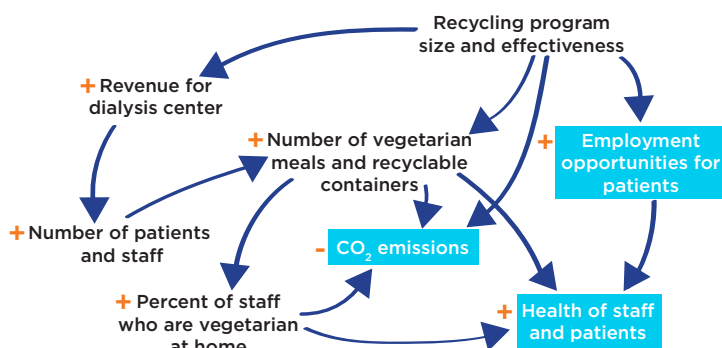 Recycling program
size and effectiveness
+ Revenue for
dialysis center
+ Number of vegetarian
meals and recyclable
containers
+ Employment
opportunities for
patients
+ Number of patients
and staff
- CO₂ emissions
+ Percent of staff
who are vegetarian
at home
+ Health of staff
and patients